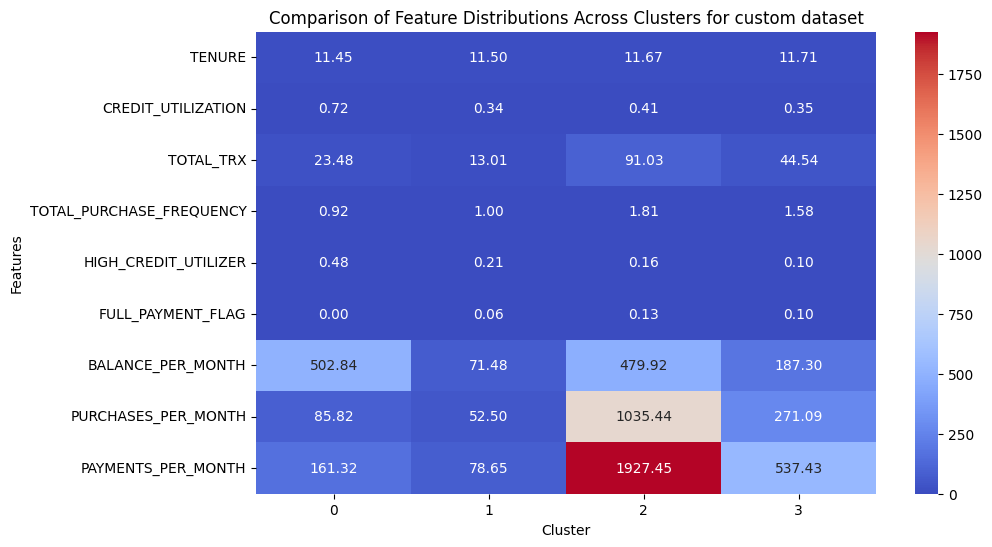 Comparison of Feature Distributions Across Clusters for custom dataset
Features
TENURE 11.45 11.50 11.67 11.71
CREDIT_UTILIZATION 0.72 0.34 0.41 0.35
TOTAL_TRX 23.48 13.01 91.03 44.54
TOTAL_PURCHASE_FREQUENCY 0.92 1.00 1.81 1.58
HIGH_CREDIT_UTILIZER 0.48 0.21 0.16 0.10
FULL_PAYMENT_FLAG 0.00 0.06 0.13 0.10
BALANCE_PER_MONTH 502.84 71.48 479.92 187.30
PURCHASES_PER_MONTH 85.82 52.50 1035.44 271.09
PAYMENTS_PER_MONTH 161.32 78.65 1927.45 537.43
0 1 2 3
Cluster
1750
1500
1250
1000
750
500
250
0